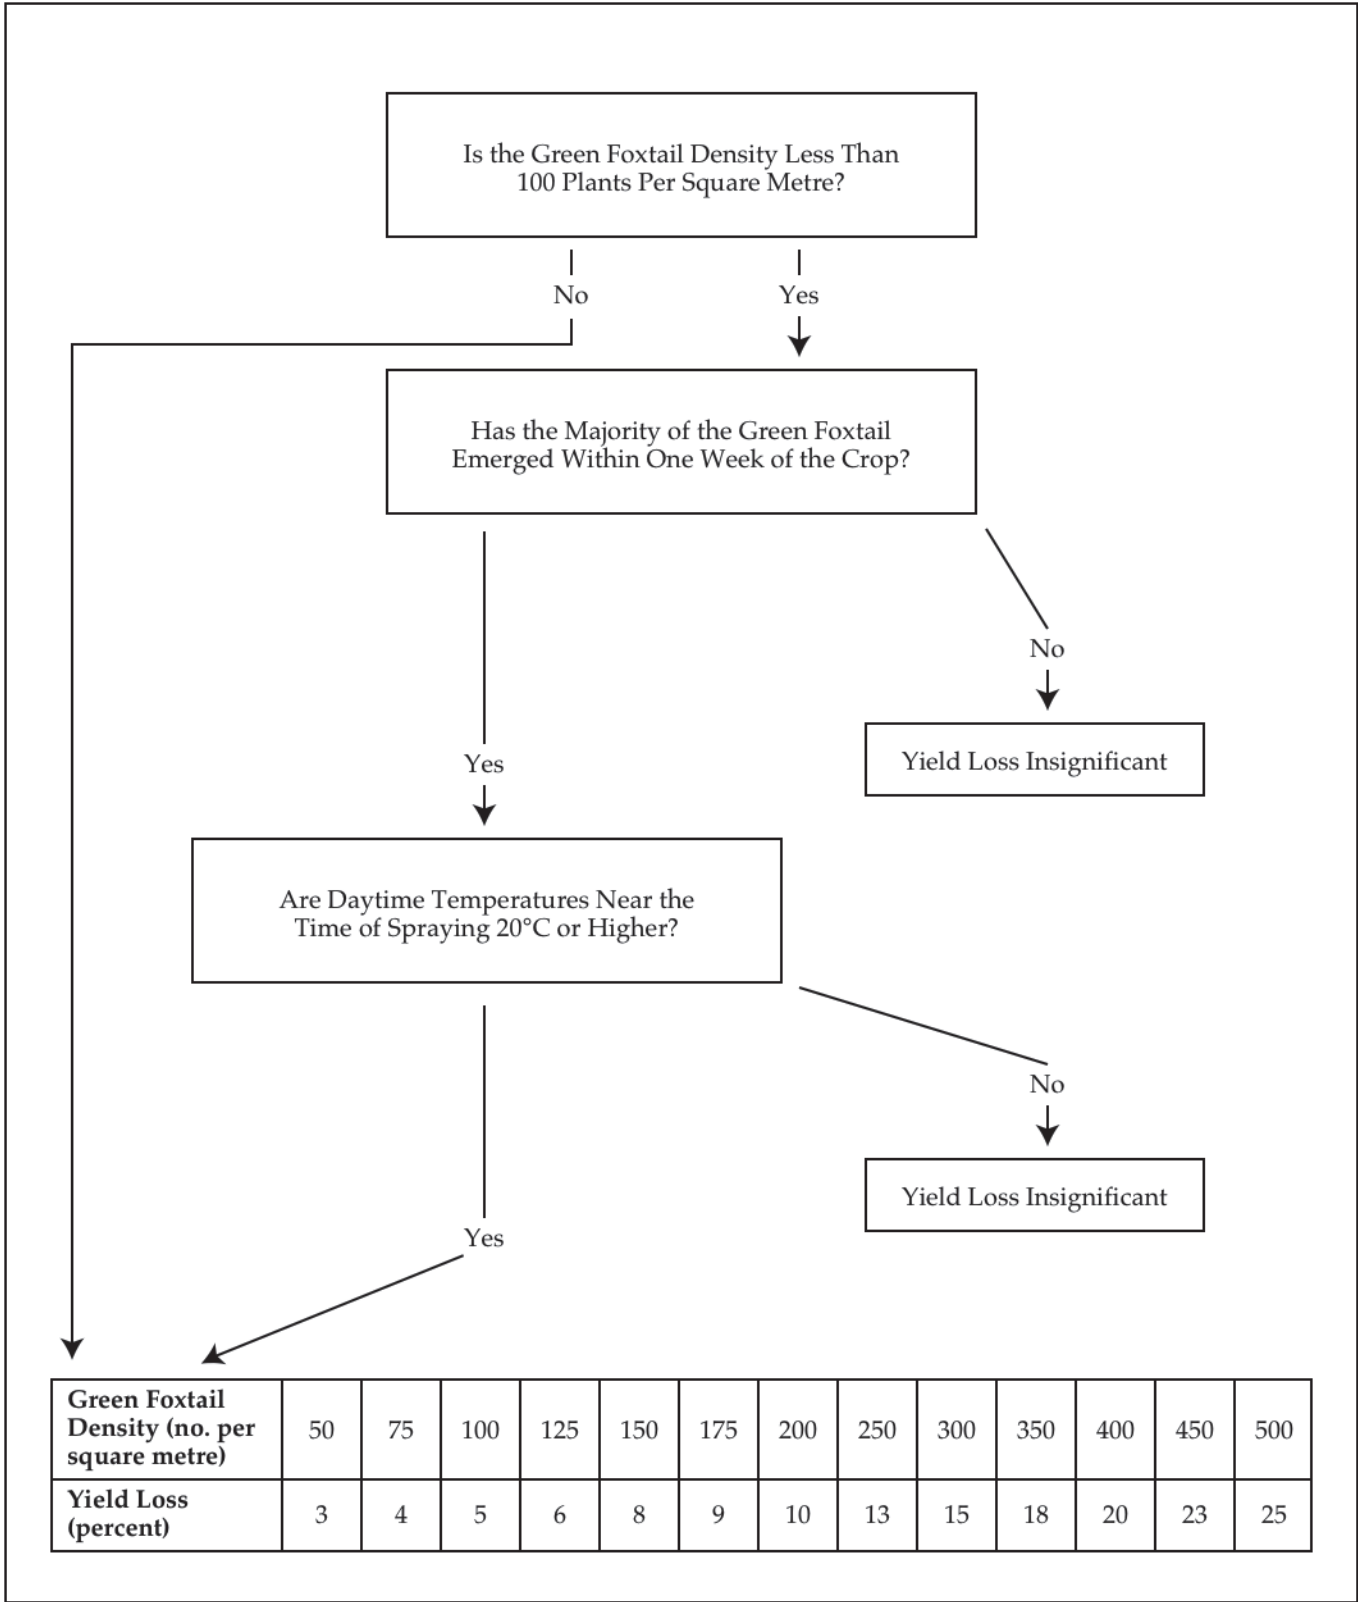 Is the Green Foxtail Density Less Than
100 Plants Per Square Metre?
No
Yes
Has the Majority of the Green Foxtail
Emerged Within One Week of the Crop?
No
Yield Loss Insignificant
Yes
Are Daytime Temperatures Near the
Time of Spraying 20°C or Higher?
No
Yield Loss Insignificant
Yes
Green Foxtail
Density (no. per
square metre)
50 75 100 125 150 175 200 250 300 350 400 450 500
Yield Loss
(percent)
3 4 5 6 8 9 10 13 15 18 20 23 25